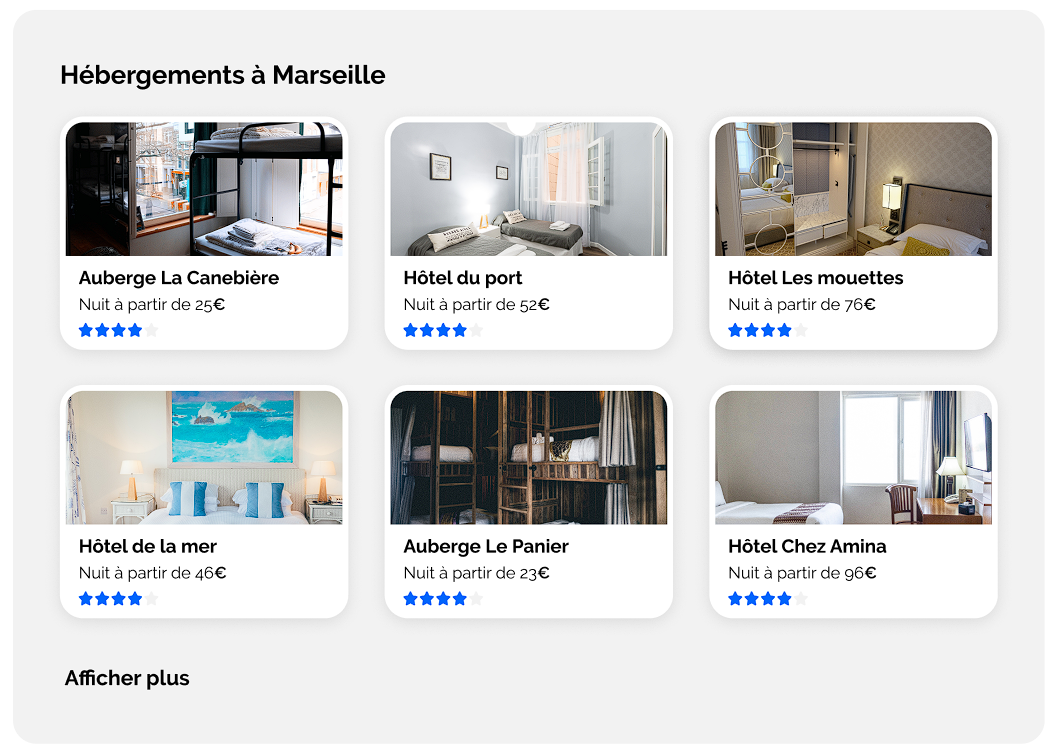 Hébergements à Marseille
Auberge La Canebière
Nuit à partir de 25€
Hôtel du port
Nuit à partir de 52€
Hôtel Les mouettes
Nuit à partir de 76€
Hôtel de la mer
Nuit à partir de 46€
Auberge Le Panier
Nuit à partir de 23€
Hôtel Chez Amina
Nuit à partir de 96€
Afficher plus